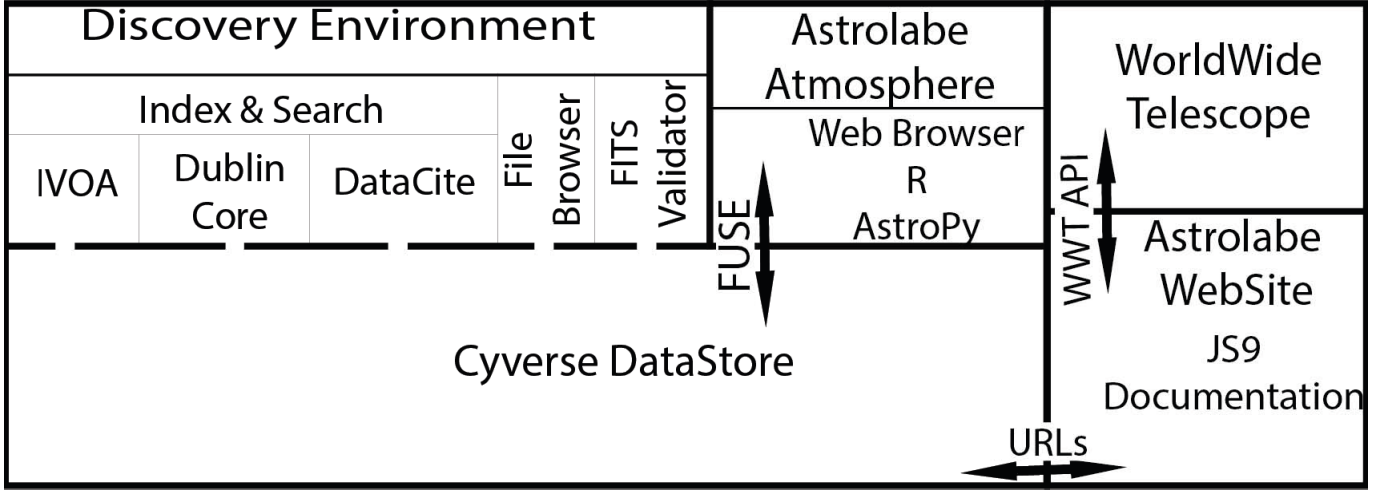 Discovery Environment
Index & Search
IVOA
Dublin
Core
DataCite
File
Browser
FITS
Validator
Astrolabe
Atmosphere
Web Browser
R
AstroPy
FUSE
WorldWide
Telescope
WWT API
Astrolabe
WebSite
JS9
Documentation
Cyverse DataStore
URLs